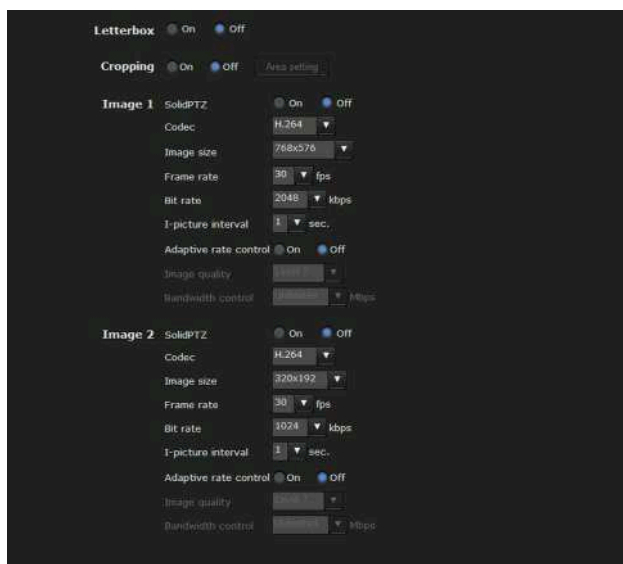 Letterbox On Off
Cropping On Off Area setting
Image 1 SolidPTZ On Off
Codec H.264
Image size 768x576
Frame rate 30 fps
Bit rate 2048 kbps
I-picture interval 1 sec.
Adaptive rate control On Off
Image quality
Bandwidth control Mbps
Image 2 SolidPTZ On Off
Codec H.264
Image size 320x192
Frame rate 30 fps
Bit rate 1024 kbps
I-picture interval 1 sec.
Adaptive rate control On Off
Image quality
Bandwidth control Mbps